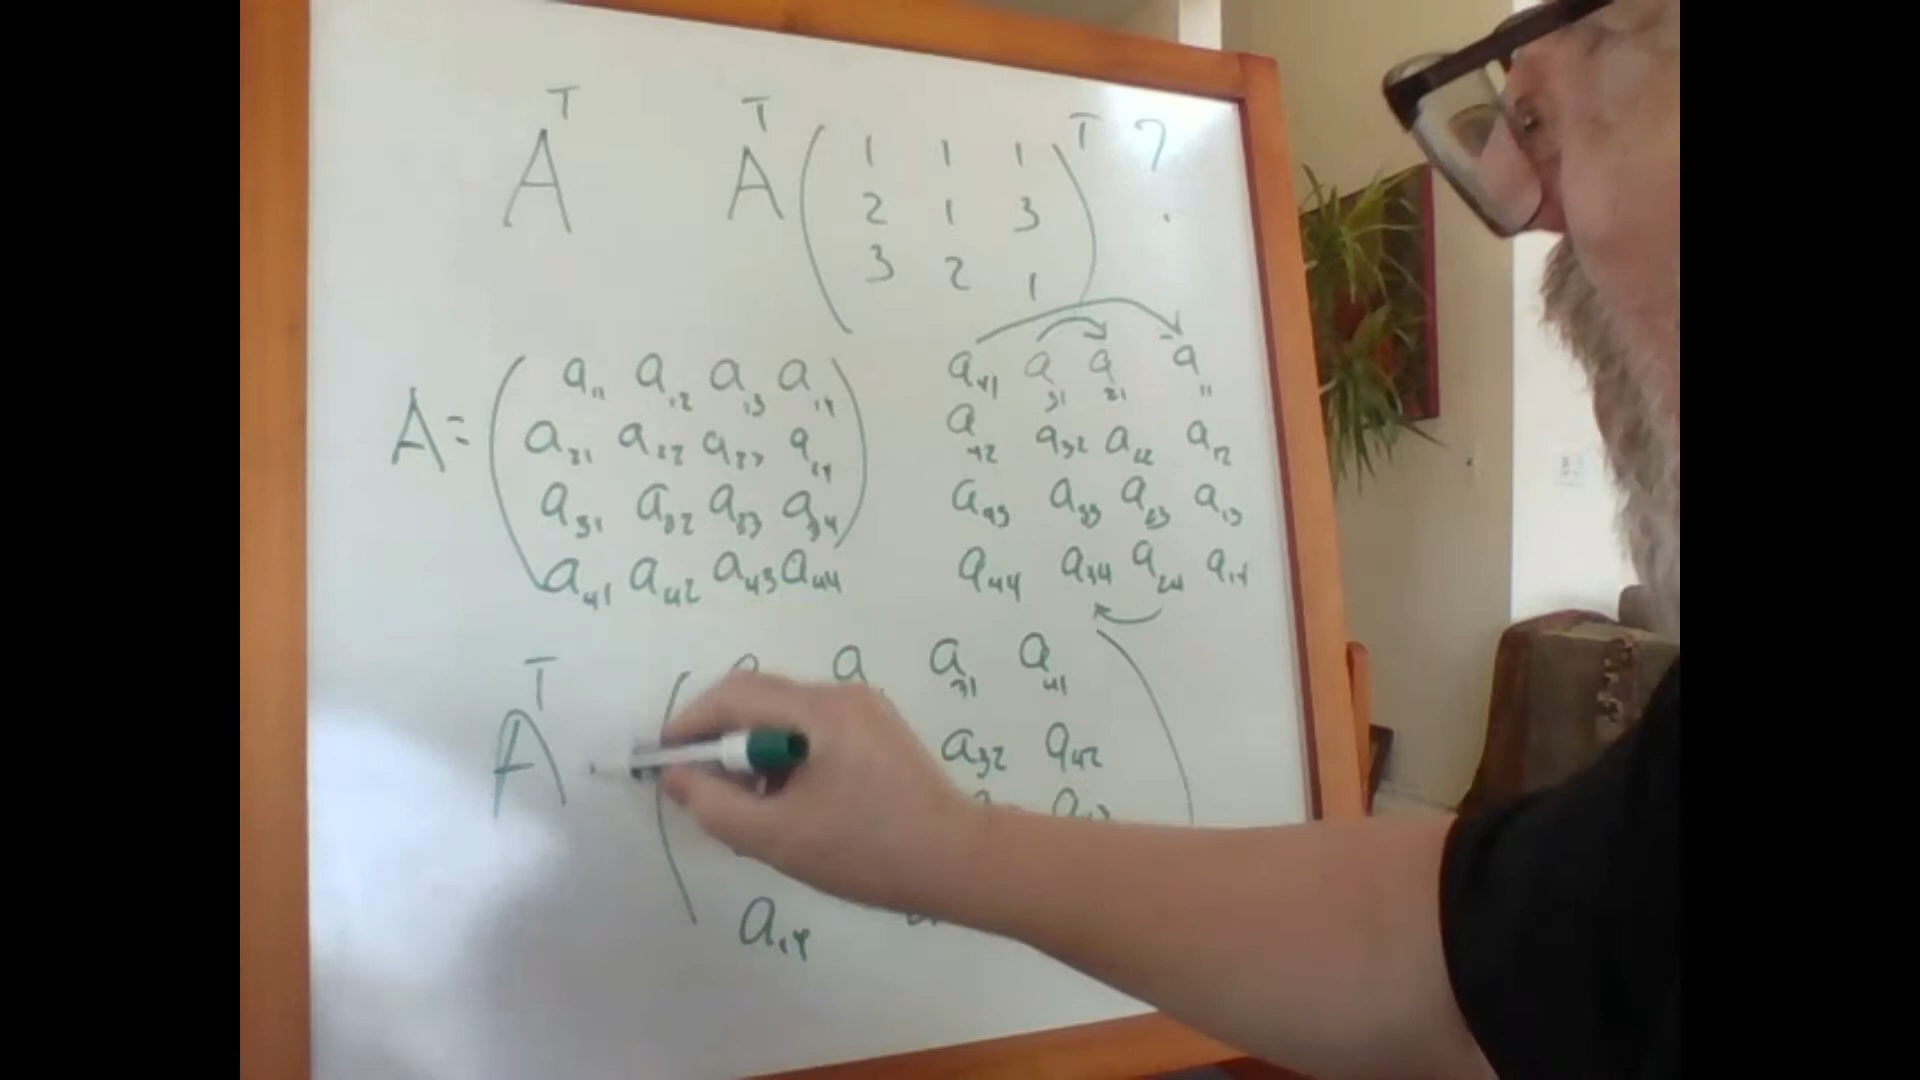 A^T A^T ( 1 1 1 )^T ?
2 1 3
3 2 1
A = ( a11 a12 a13 a14 )
a21 a22 a23 a24
a31 a32 a33 a34
a41 a42 a43 a44
a41 a31 a21 a11
a42 a32 a22 a12
a43 a33 a23 a13
a44 a34 a24 a14
A^T ( a a a31 a41 )
a32 a42
a14